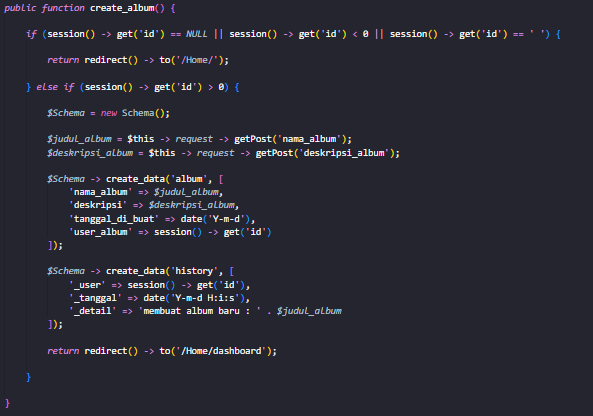 public function create_album() {
if (session() -> get('id') == NULL || session() -> get('id') < 0 || session() -> get('id') == ' ') {
return redirect() -> to('/Home/');
} else if (session() -> get('id') > 0) {
$Schema = new Schema();
$judul_album = $this -> request -> getPost('nama_album');
$deskripsi_album = $this -> request -> getPost('deskripsi_album');
$Schema -> create_data('album', [
'nama_album' => $judul_album,
'deskripsi' => $deskripsi_album,
'tanggal_di_buat' => date('Y-m-d'),
'user_album' => session() -> get('id')
]);
$Schema -> create_data('history', [
'_user' => session() -> get('id'),
'_tanggal' => date('Y-m-d H:i:s'),
'_detail' => 'membuat album baru : ' . $judul_album
]);
return redirect() -> to('/Home/dashboard');
}
}